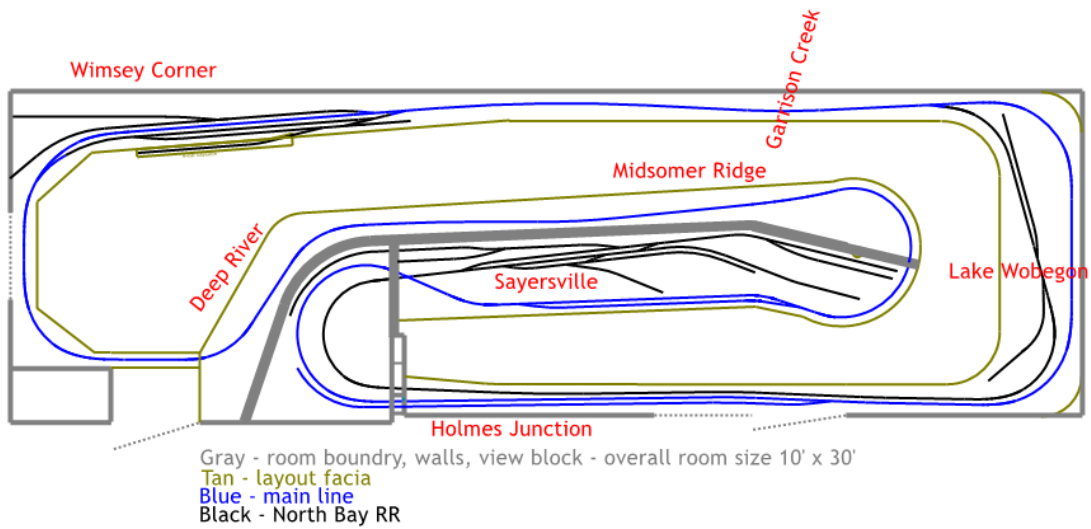 Wimsey Corner
Garrison Creek
Midsomer Ridge
Deep River
Sayersville
Lake Wobegon
Holmes Junction
Gray - room boundry, walls, view block - overall room size 10' x 30'
Tan - layout facia
Blue - main line
Black - North Bay RR